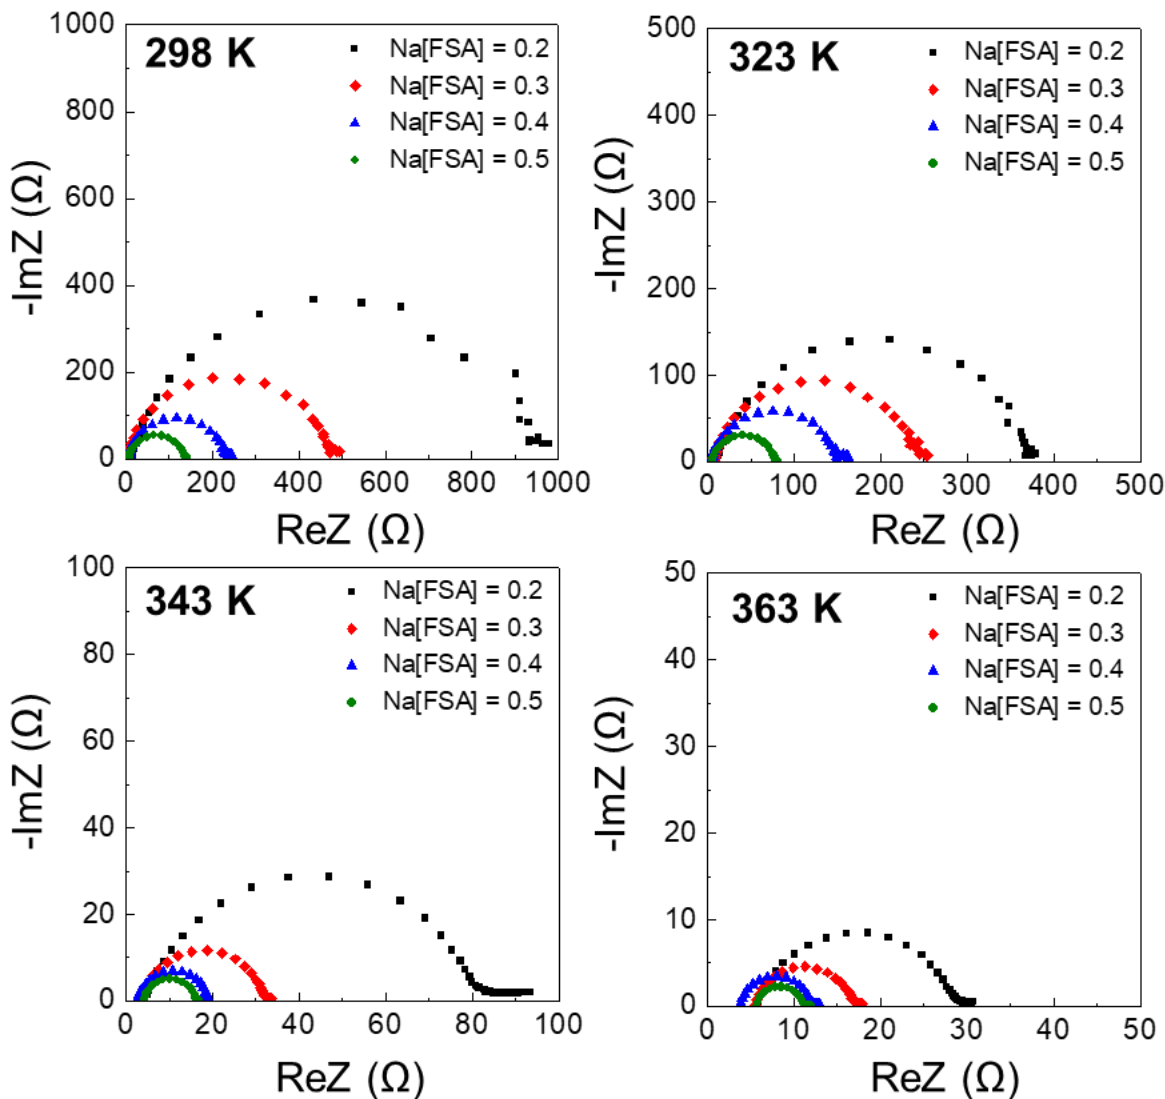 298 K
Na[FSA] = 0.2
Na[FSA] = 0.3
Na[FSA] = 0.4
Na[FSA] = 0.5
1000
800
600
400
200
0
-ImZ (Ω)
0 200 400 600 800 1000
ReZ (Ω)
323 K
Na[FSA] = 0.2
Na[FSA] = 0.3
Na[FSA] = 0.4
Na[FSA] = 0.5
500
400
300
200
100
0
-ImZ (Ω)
0 100 200 300 400 500
ReZ (Ω)
343 K
Na[FSA] = 0.2
Na[FSA] = 0.3
Na[FSA] = 0.4
Na[FSA] = 0.5
100
80
60
40
20
0
-ImZ (Ω)
0 20 40 60 80 100
ReZ (Ω)
363 K
Na[FSA] = 0.2
Na[FSA] = 0.3
Na[FSA] = 0.4
Na[FSA] = 0.5
50
40
30
20
10
0
-ImZ (Ω)
0 10 20 30 40 50
ReZ (Ω)